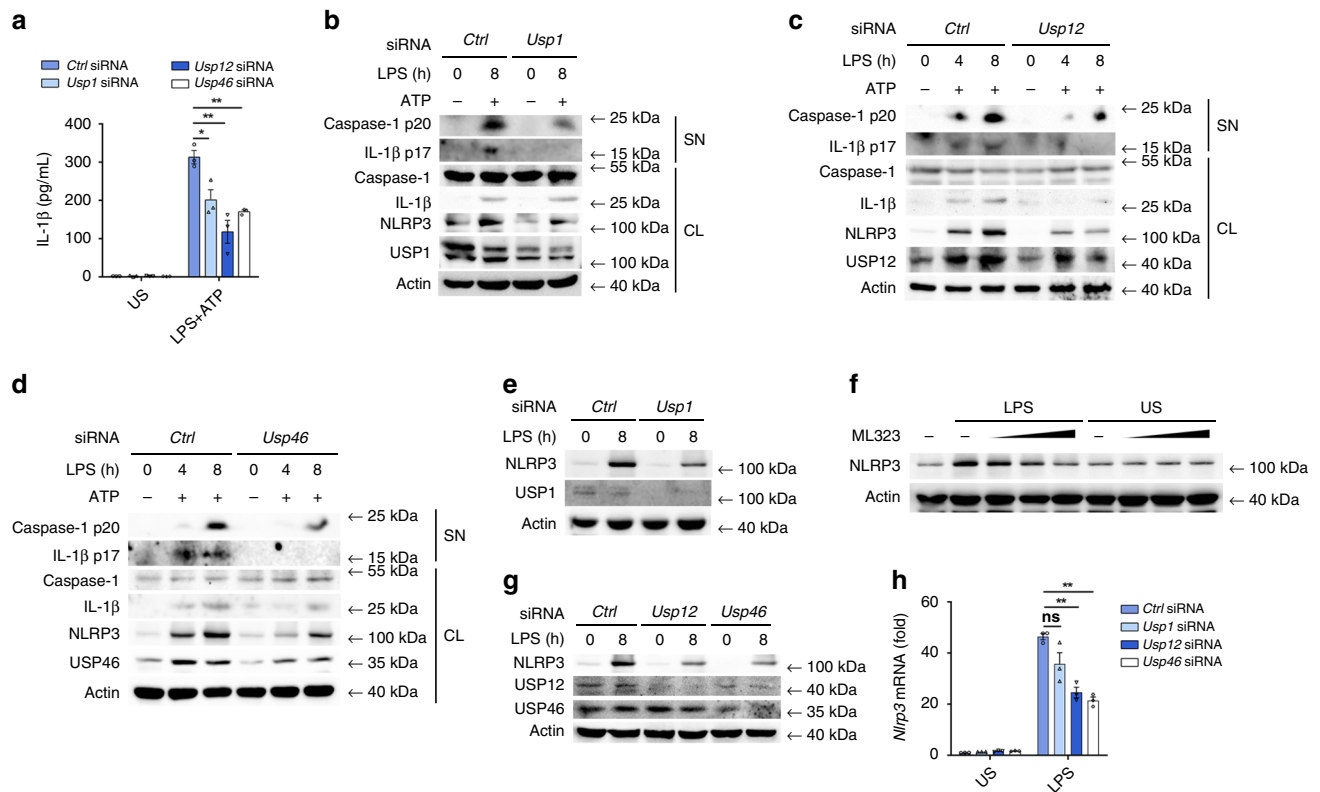 a
Ctrl siRNA
Usp12 siRNA
Usp1 siRNA
Usp46 siRNA
**
**
*
400
300
200
100
0
IL-1β (pg/mL)
US
LPS+ATP
b
siRNA Ctrl Usp1
LPS (h) 0 8 0 8
ATP – + – +
Caspase-1 p20 ← 25 kDa
IL-1β p17 ← 15 kDa
SN
← 55 kDa
Caspase-1
IL-1β ← 25 kDa
NLRP3 ← 100 kDa
USP1 ← 100 kDa
Actin ← 40 kDa
CL
c
siRNA Ctrl Usp12
LPS (h) 0 4 8 0 4 8
ATP – + + – + +
Caspase-1 p20 ← 25 kDa
IL-1β p17 ← 15 kDa
SN
← 55 kDa
Caspase-1
IL-1β ← 25 kDa
NLRP3 ← 100 kDa
USP12 ← 40 kDa
Actin ← 40 kDa
CL
d
siRNA Ctrl Usp46
LPS (h) 0 4 8 0 4 8
ATP – + + – + +
Caspase-1 p20 ← 25 kDa
IL-1β p17 ← 15 kDa
SN
Caspase-1 ← 55 kDa
IL-1β ← 25 kDa
NLRP3 ← 100 kDa
USP46 ← 35 kDa
Actin ← 40 kDa
CL
e
siRNA Ctrl Usp1
LPS (h) 0 8 0 8
NLRP3 ← 100 kDa
USP1 ← 100 kDa
Actin ← 40 kDa
f
LPS US
ML323 – – –
NLRP3 ← 100 kDa
Actin ← 40 kDa
g
siRNA Ctrl Usp12 Usp46
LPS (h) 0 8 0 8 0 8
NLRP3 ← 100 kDa
USP12 ← 40 kDa
USP46 ← 35 kDa
Actin ← 40 kDa
h
60
40
20
0
Nlrp3 mRNA (fold)
**
**
ns
Ctrl siRNA
Usp1 siRNA
Usp12 siRNA
Usp46 siRNA
US
LPS